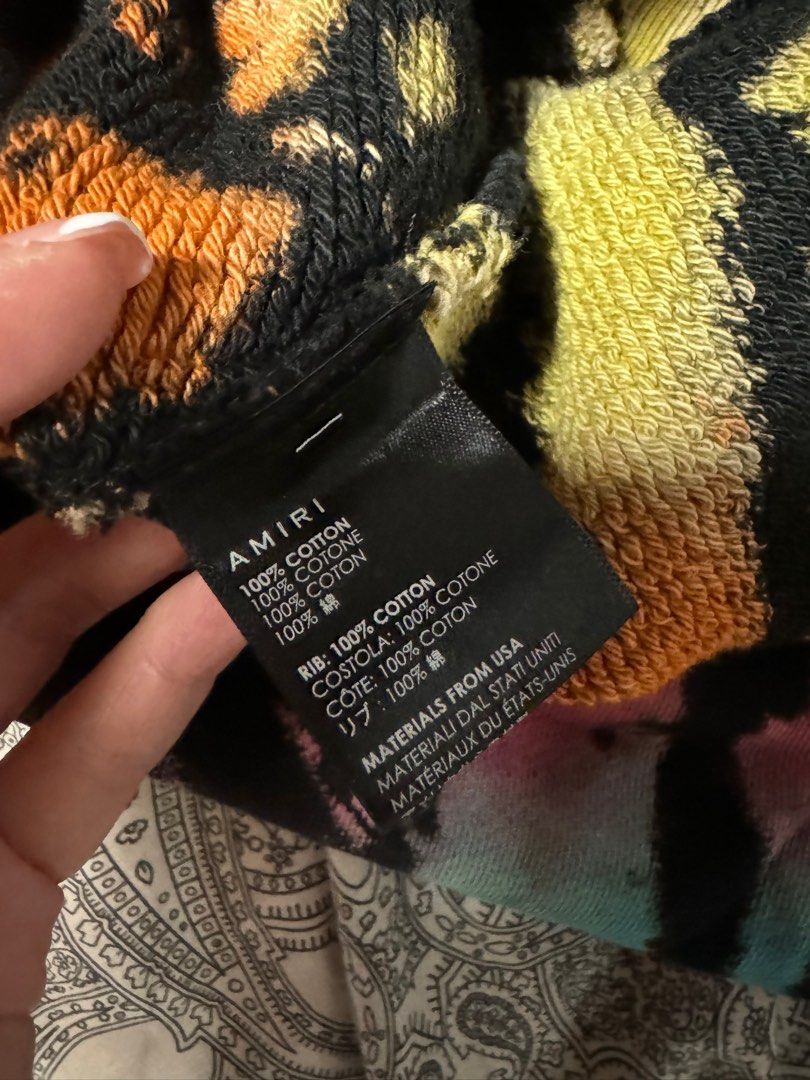 AMIRI
100% COTTON
100% COTONE
100% COTON
100% 綿
RIB: 100% COTTON
COSTOLA: 100% COTONE
CÔTE: 100% COTON
リブ : 100% 綿
MATERIALS FROM USA
MATERIALI DAL STATI UNITI
MATÉRIAUX DU ÉTATS-UNIS